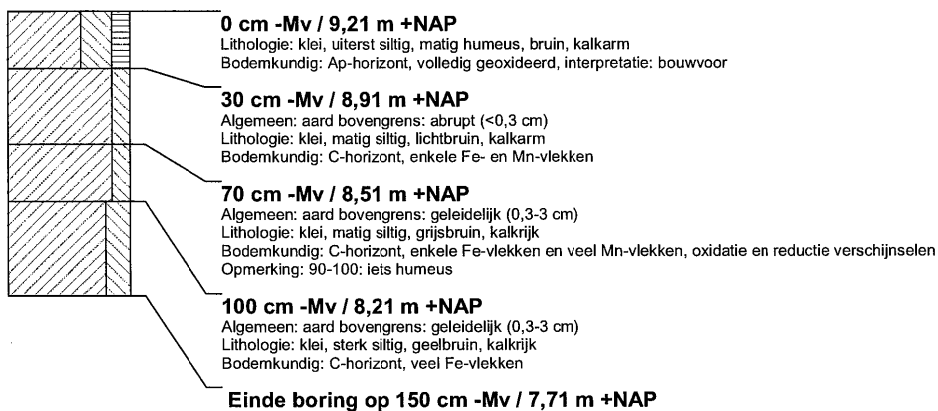 0 cm -Mv / 9,21 m +NAP
Lithologie: klei, uiterst siltig, matig humeus, bruin, kalkarm
Bodemkundig: Ap-horizont, volledig geoxideerd, interpretatie: bouwvoor
30 cm -Mv / 8,91 m +NAP
Algemeen: aard bovengrens: abrupt (<0,3 cm)
Lithologie: klei, matig siltig, lichtbruin, kalkarm
Bodemkundig: C-horizont, enkele Fe- en Mn-vlekken
70 cm -Mv / 8,51 m +NAP
Algemeen: aard bovengrens: geleidelijk (0,3-3 cm)
Lithologie: klei, matig siltig, grijsbruin, kalkrijk
Bodemkundig: C-horizont, enkele Fe-vlekken en veel Mn-vlekken, oxidatie en reductie verschijnselen
Opmerking: 90-100: iets humeus
100 cm -Mv / 8,21 m +NAP
Algemeen: aard bovengrens: geleidelijk (0,3-3 cm)
Lithologie: klei, sterk siltig, geelbruin, kalkrijk
Bodemkundig: C-horizont, veel Fe-vlekken
Einde boring op 150 cm -Mv / 7,71 m +NAP